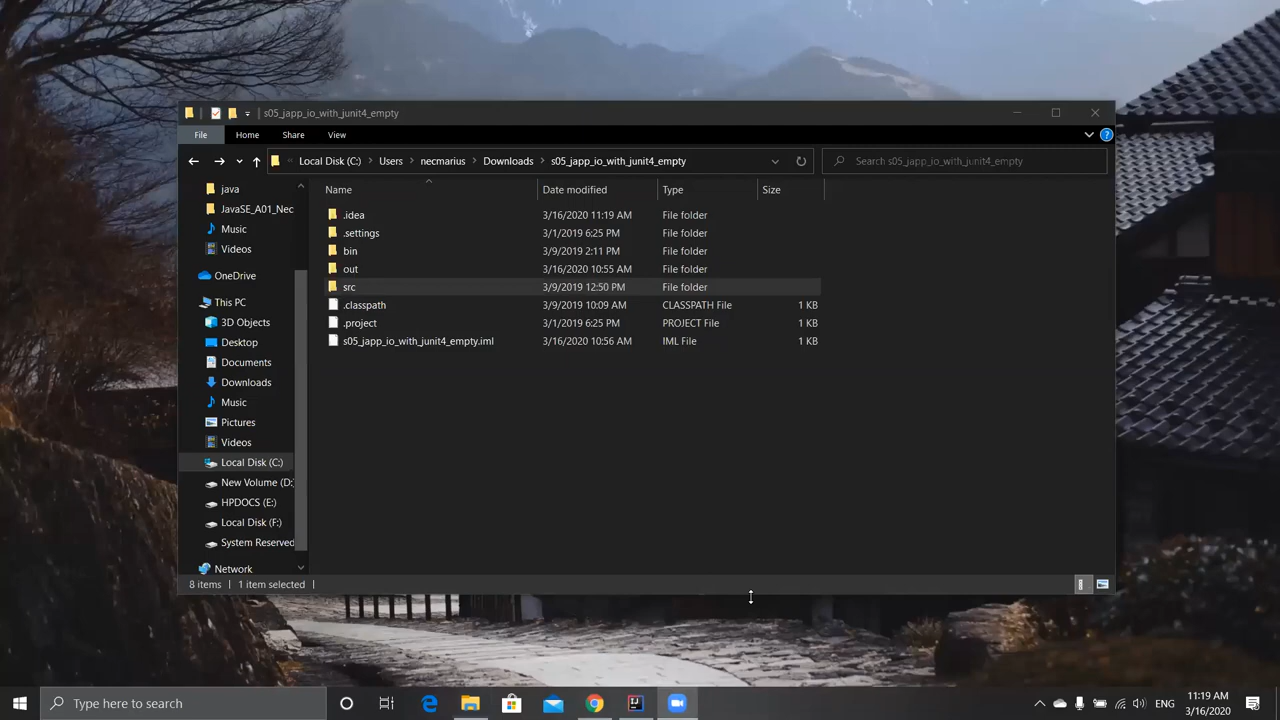 s05_japp_io_with_junit4_empty
File Home Share View
Local Disk (C:) Users necmarius Downloads s05_japp_io_with_junit4_empty Search s05_japp_io_with_junit4_empty
Name Date modified Type Size
java
JavaSE_A01_Nec
Music
Videos
OneDrive
This PC
3D Objects
Desktop
Documents
Downloads
Music
Pictures
Videos
Local Disk (C:)
New Volume (D:
HPDOCS (E:)
Local Disk (F:)
System Reserved
Network
.idea 3/16/2020 11:19 AM File folder
.settings 3/1/2019 6:25 PM File folder
bin 3/9/2019 2:11 PM File folder
out 3/16/2020 10:55 AM File folder
src 3/9/2019 12:50 PM File folder
.classpath 3/9/2019 10:09 AM CLASSPATH File 1 KB
.project 3/1/2019 6:25 PM PROJECT File 1 KB
s05_japp_io_with_junit4_empty.iml 3/16/2020 10:56 AM IML File 1 KB
8 items 1 item selected
Type here to search
ENG
11:19 AM
3/16/2020